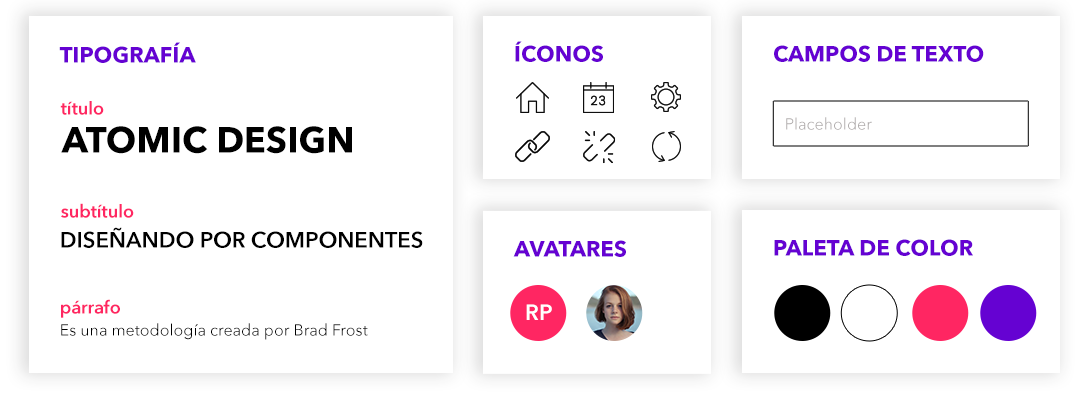 TIPOGRAFÍA
título
ATOMIC DESIGN
subtítulo
DISEÑANDO POR COMPONENTES
párrafo
Es una metodología creada por Brad Frost
ÍCONOS
23
AVATARES
RP
CAMPOS DE TEXTO
Placeholder
PALETA DE COLOR